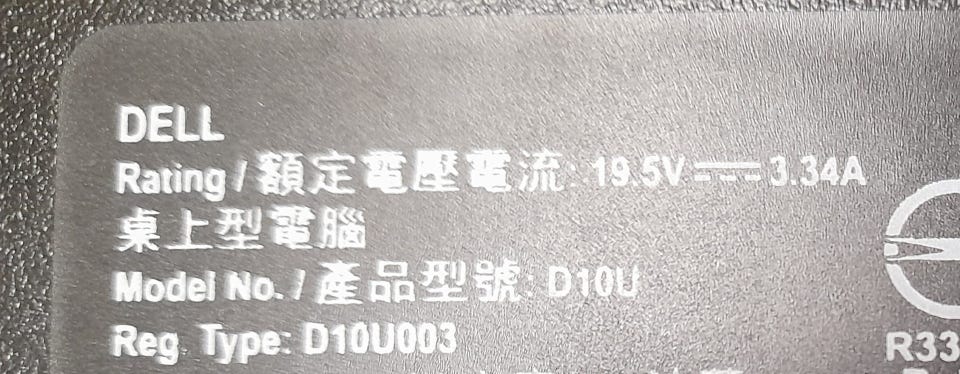 DELL
Rating / 額定電壓電流: 19.5V ⎓ 3.34A
桌上型電腦
Model No. / 產品型號: D10U
Reg. Type: D10U003
R33